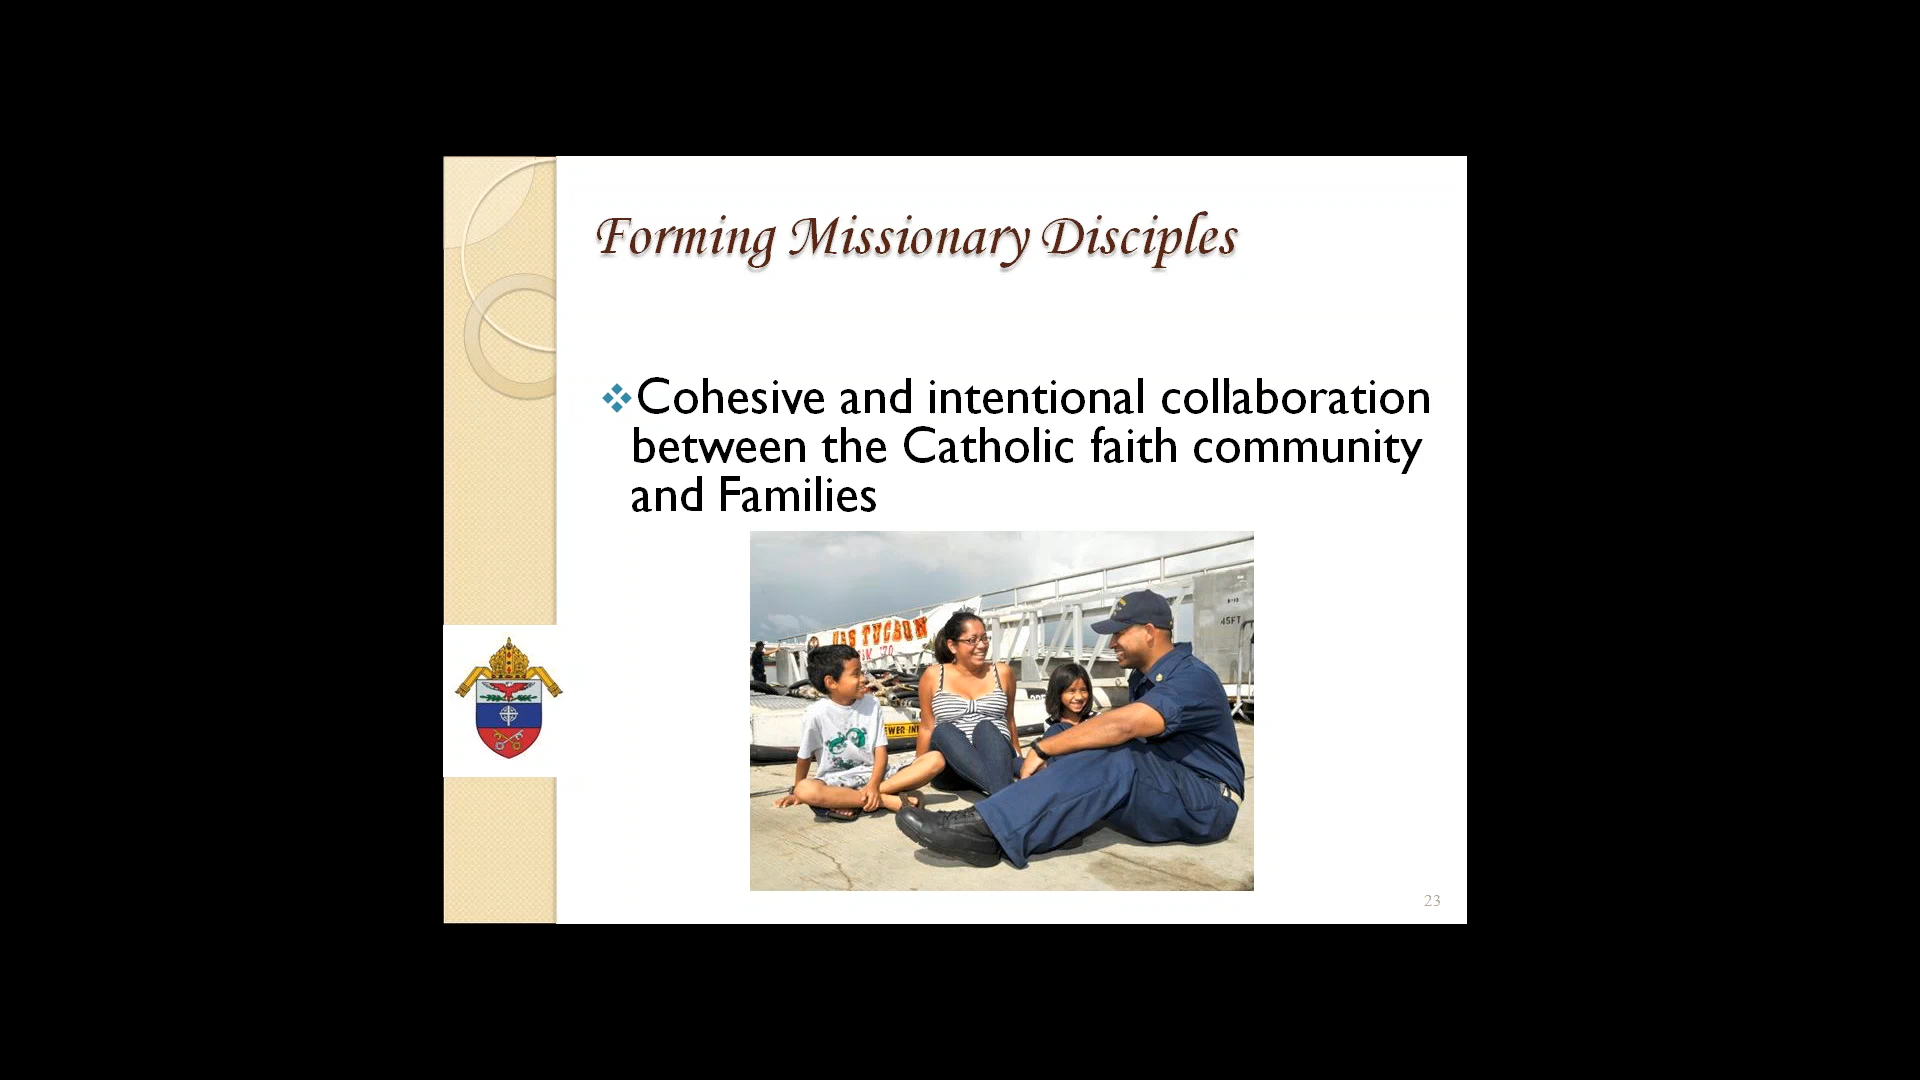 Forming Missionary Disciples
Cohesive and intentional collaboration
between the Catholic faith community
and Families
USS TUCSON
45FT
23